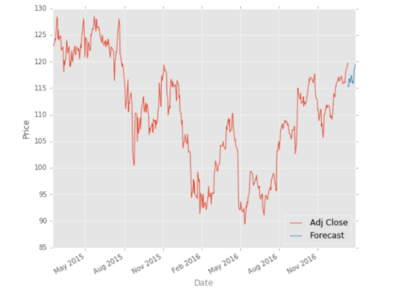 130
125
120
115
110
105
100
95
90
85
Price
May 2015
Aug 2015
Nov 2015
Feb 2016
May 2016
Aug 2016
Nov 2016
Date
Adj Close
Forecast